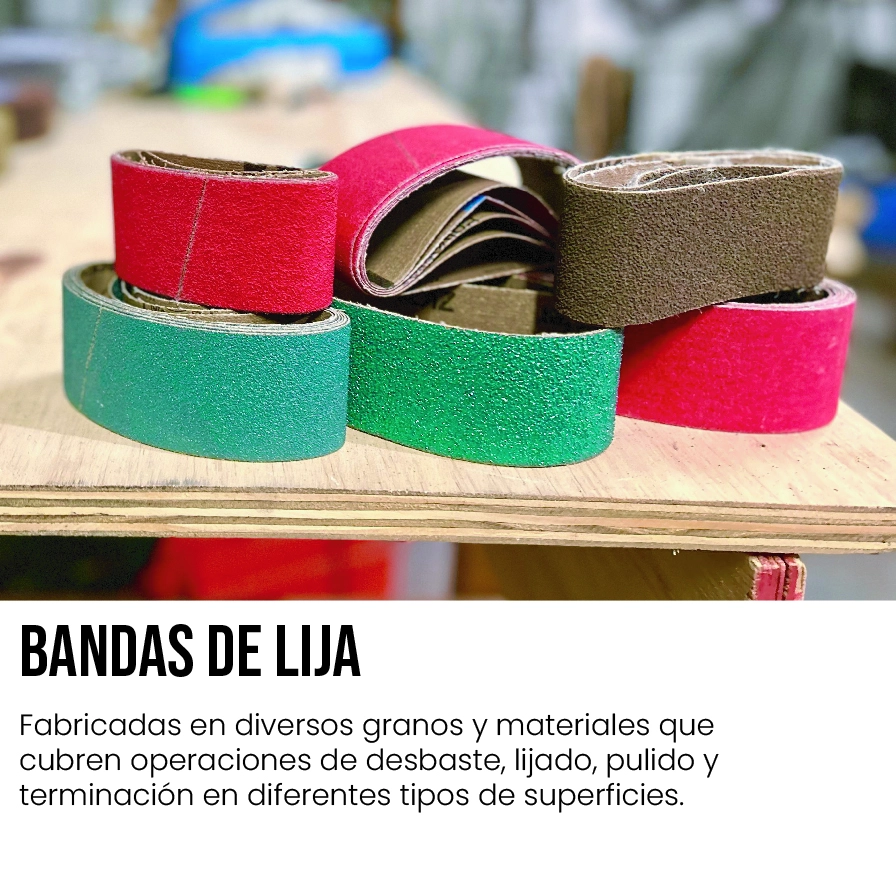 BANDAS DE LIJA
Fabricadas en diversos granos y materiales que
cubren operaciones de desbaste, lijado, pulido y
terminación en diferentes tipos de superficies.